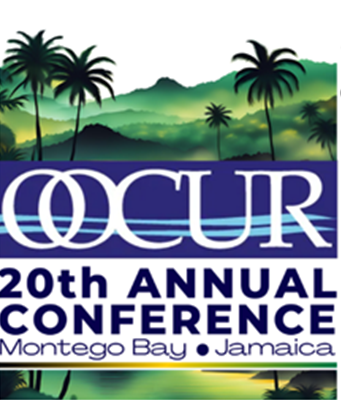 OOCUR
20th ANNUAL
CONFERENCE
Montego Bay • Jamaica